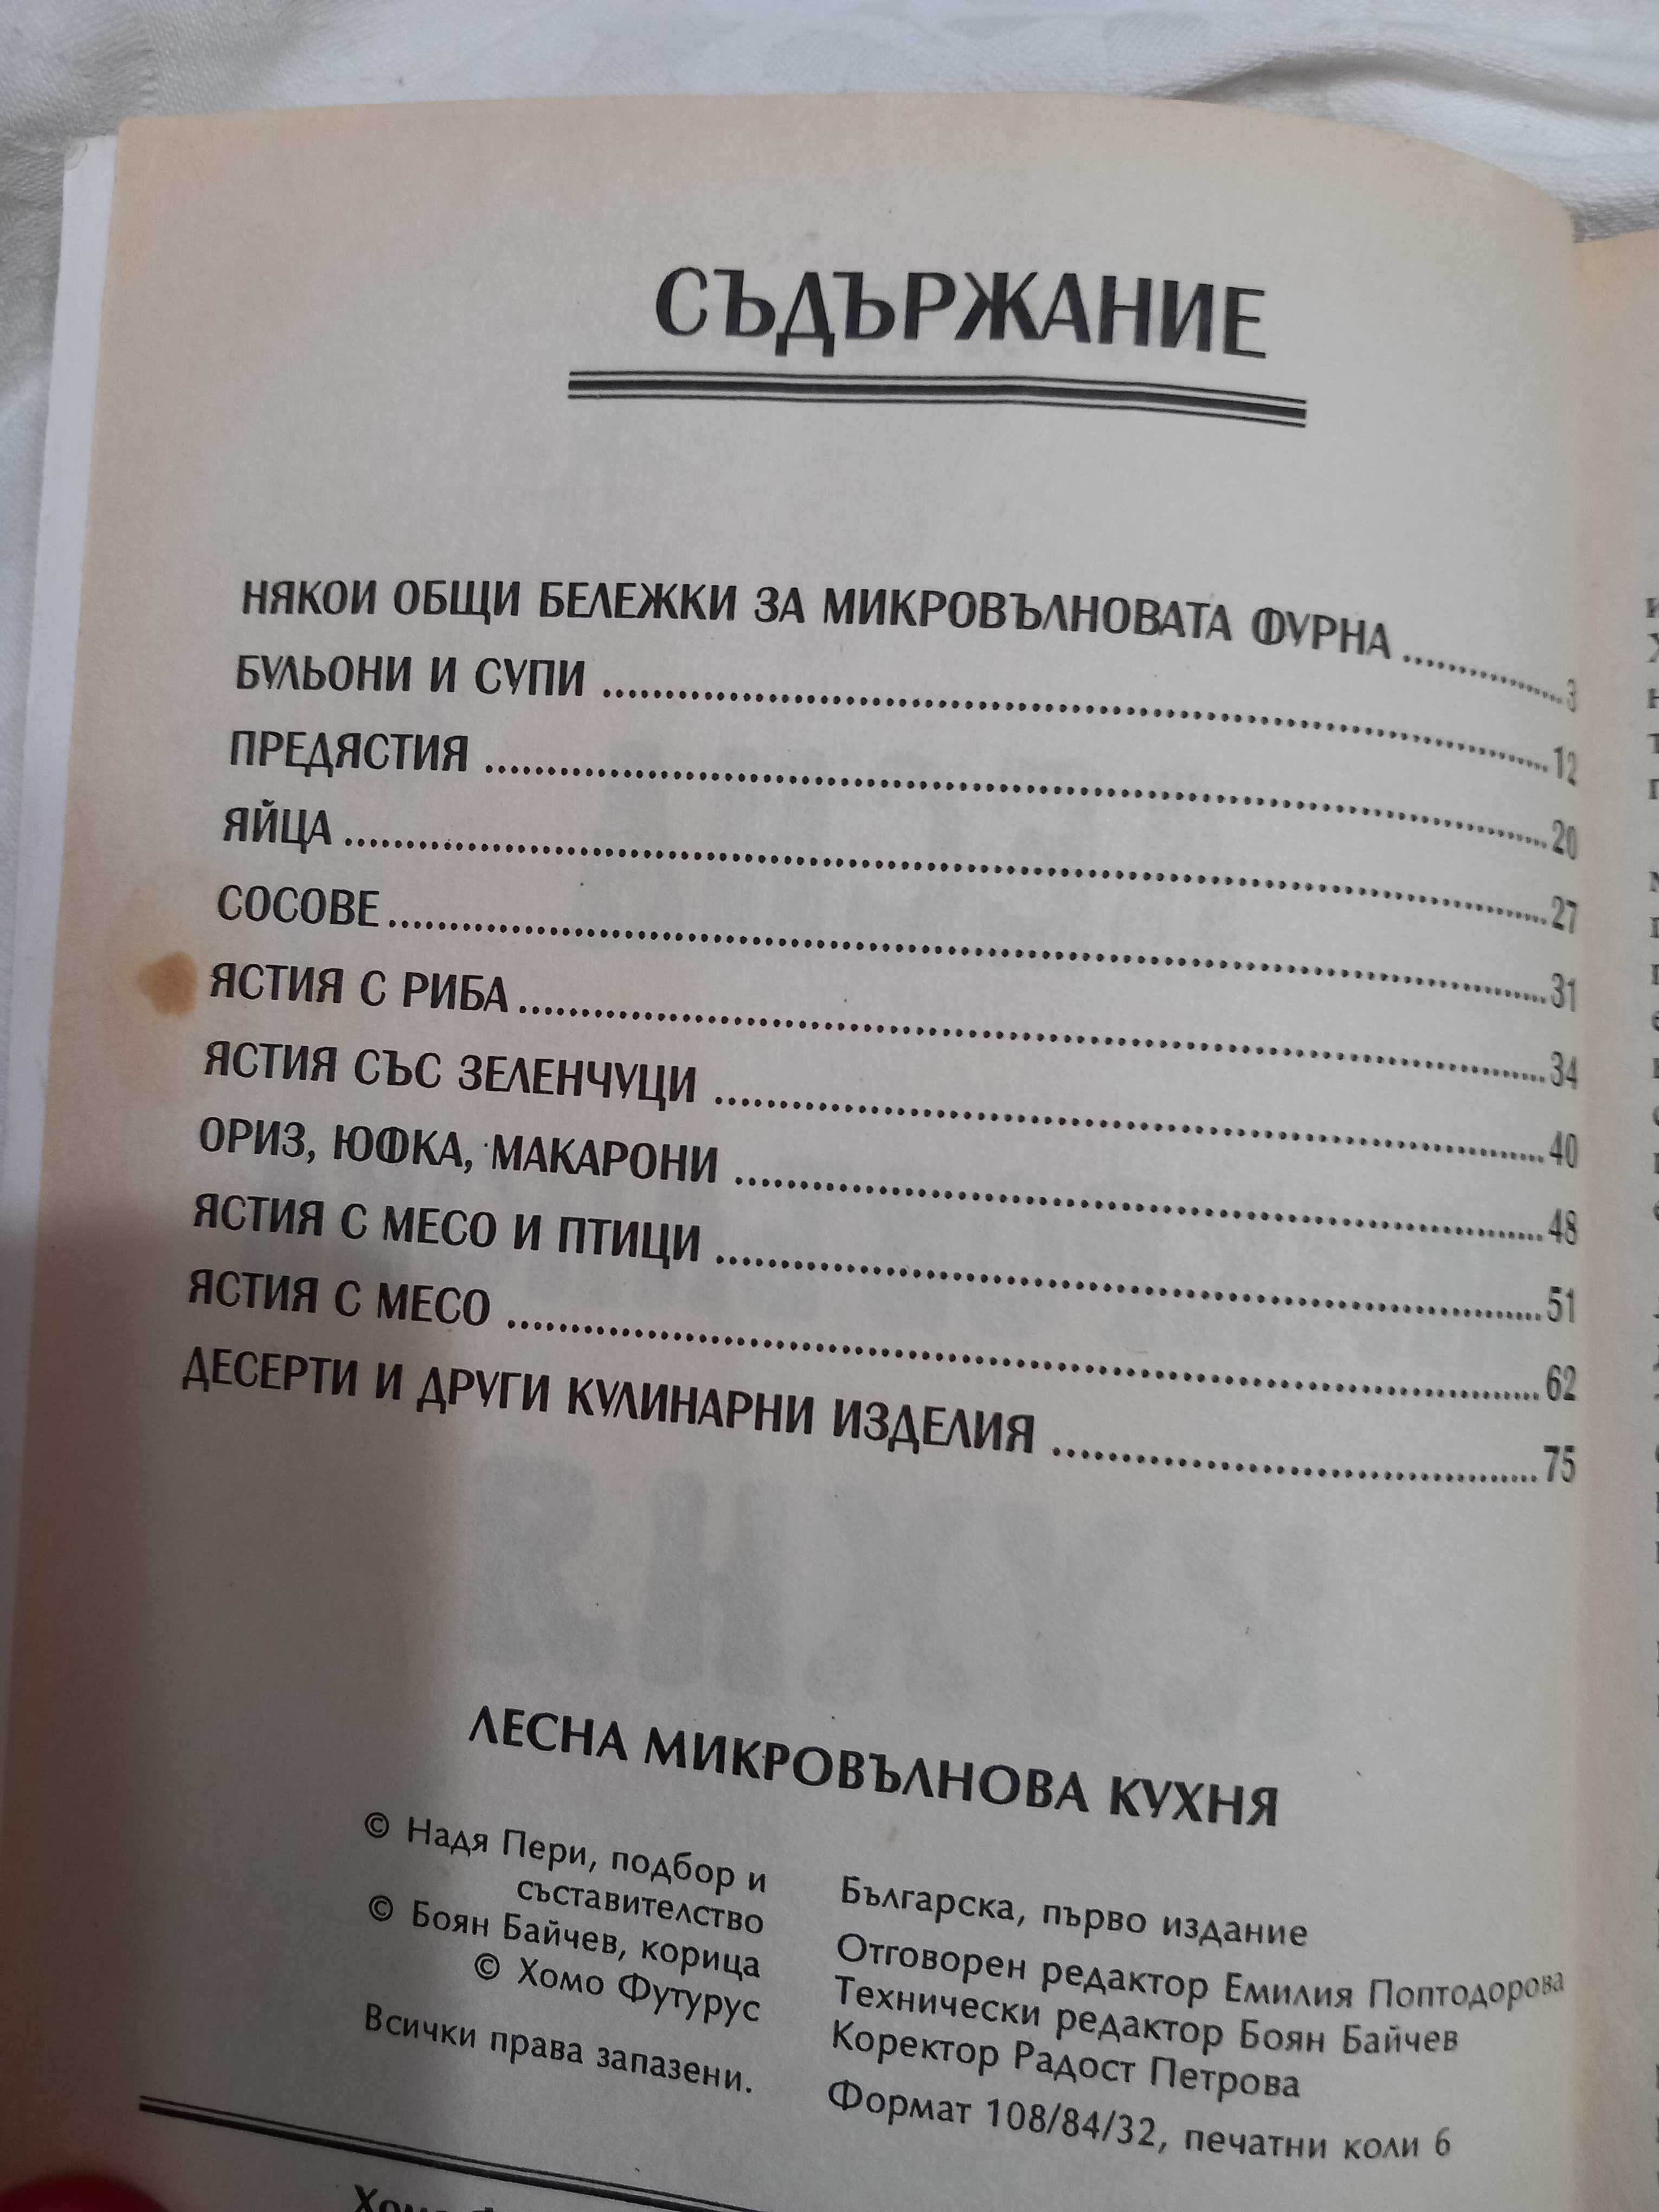 СЪДЪРЖАНИЕ
НЯКОИ ОБЩИ БЕЛЕЖКИ ЗА МИКРОВЪЛНОВАТА ФУРНА ............ 3
БУЛЬОНИ И СУПИ ............ 12
ПРЕДЯСТИЯ ............ 20
ЯЙЦА ............ 27
СОСОВЕ ............ 31
ЯСТИЯ С РИБА ............ 34
ЯСТИЯ СЪС ЗЕЛЕНЧУЦИ ............ 40
ОРИЗ, ЮФКА, МАКАРОНИ ............ 48
ЯСТИЯ С МЕСО И ПТИЦИ ............ 51
ЯСТИЯ С МЕСО ............ 62
ДЕСЕРТИ И ДРУГИ КУЛИНАРНИ ИЗДЕЛИЯ ............ 75
ЛЕСНА МИКРОВЪЛНОВА КУХНЯ
© Надя Пери, подбор и
съставителство
© Боян Байчев, корица
© Хомо Футурус
Всички права запазени.
Българска, първо издание
Отговорен редактор Емилия Поптодорова
Технически редактор Боян Байчев
Коректор Радост Петрова
Формат 108/84/32, печатни коли 6